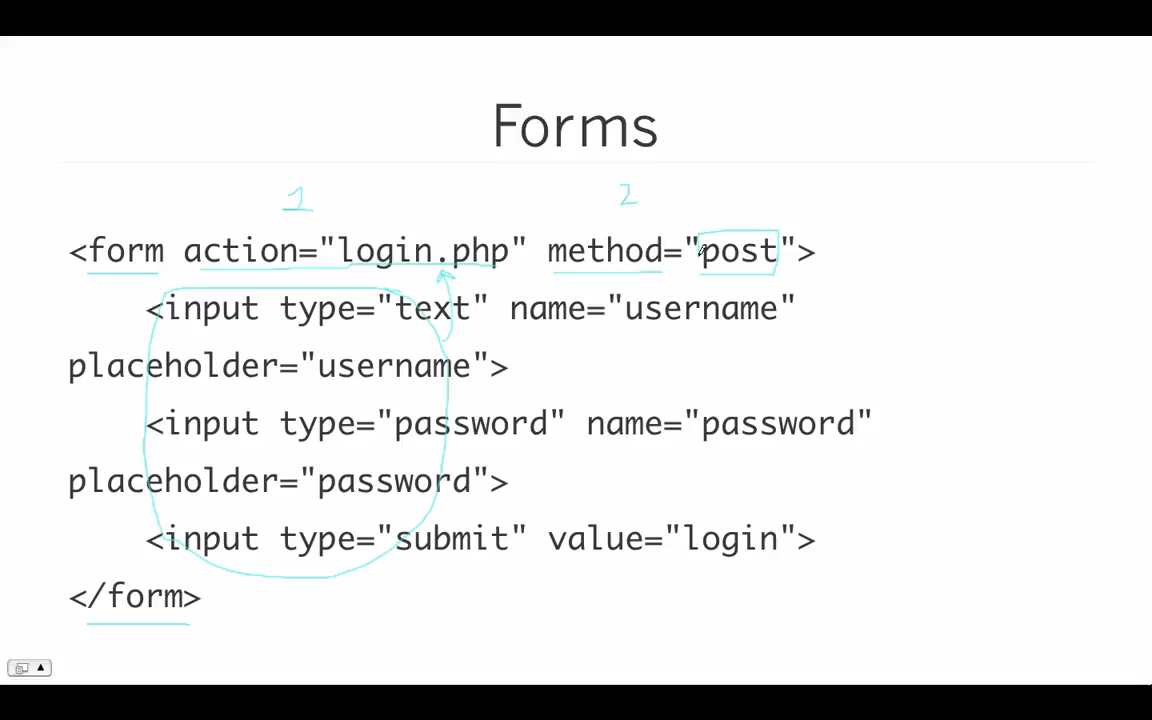 Forms
1 2
<form action="login.php" method="post">
<input type="text" name="username"
placeholder="username">
<input type="password" name="password"
placeholder="password">
<input type="submit" value="login">
</form>